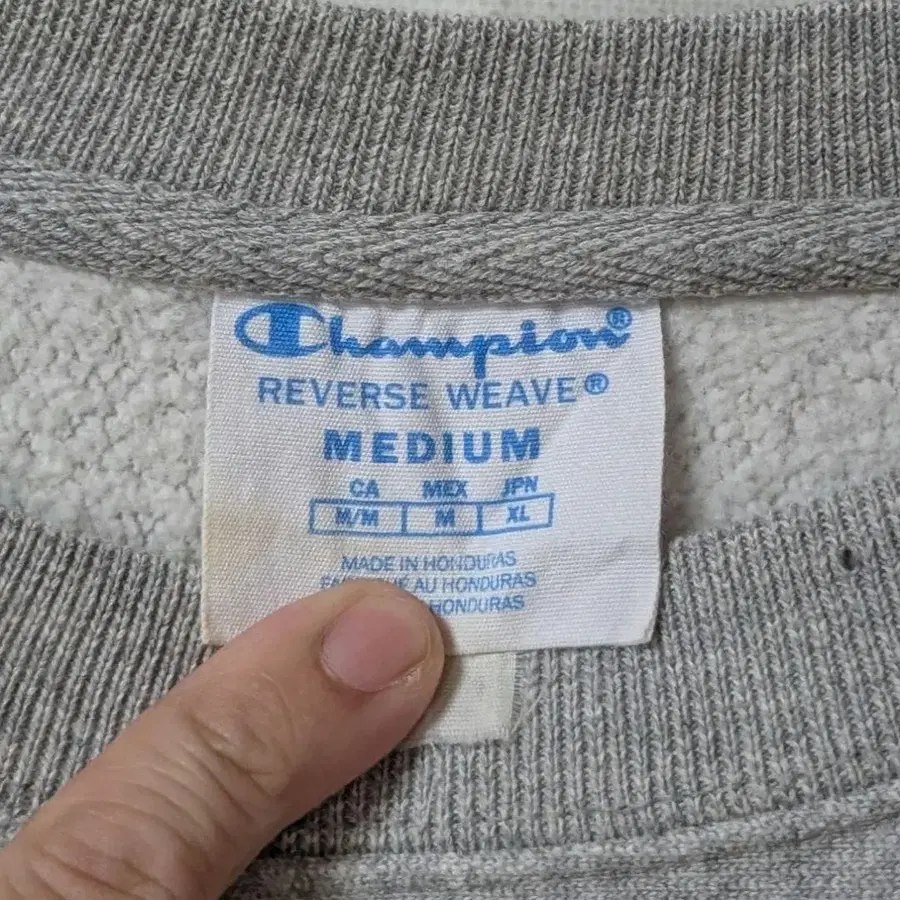 Champion®
REVERSE WEAVE®
MEDIUM
CA MEX JPN
M/M M XL
MADE IN HONDURAS
AU HONDURAS
HONDURAS